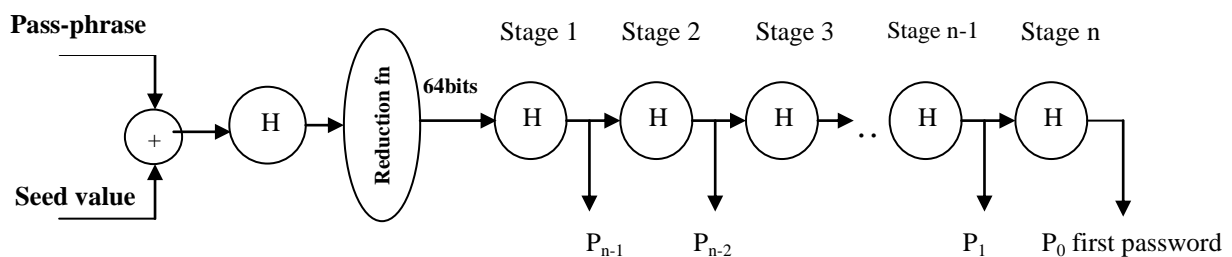 Pass-phrase
Seed value
+
H
Reduction fn
64bits
Stage 1 Stage 2 Stage 3 Stage n-1 Stage n
H H H .. H H
Pn-1 Pn-2 P1 P0 first password